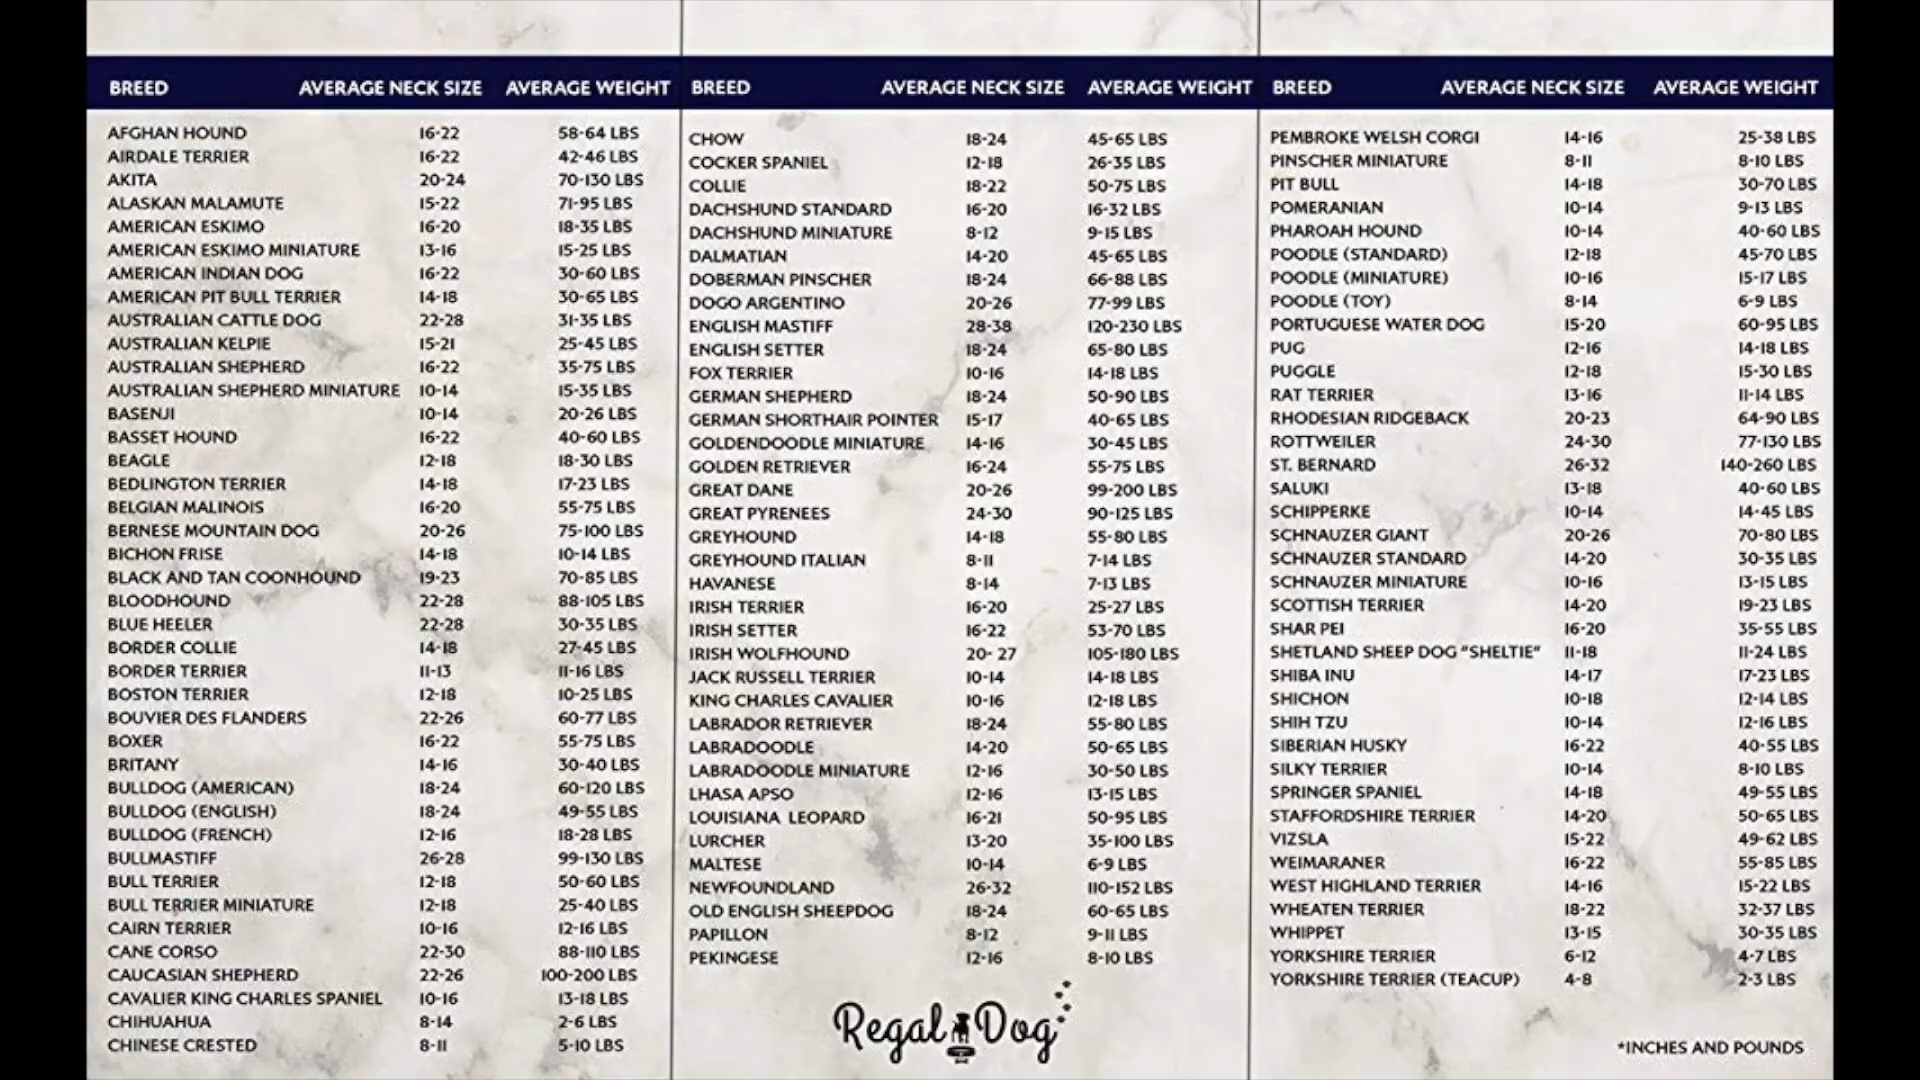 BREED AVERAGE NECK SIZE AVERAGE WEIGHT
AFGHAN HOUND 16-22 58-64 LBS
AIRDALE TERRIER 16-22 42-46 LBS
AKITA 20-24 70-130 LBS
ALASKAN MALAMUTE 15-22 71-95 LBS
AMERICAN ESKIMO 16-20 18-35 LBS
AMERICAN ESKIMO MINIATURE 13-16 15-25 LBS
AMERICAN INDIAN DOG 16-22 30-60 LBS
AMERICAN PIT BULL TERRIER 14-18 30-65 LBS
AUSTRALIAN CATTLE DOG 22-28 31-35 LBS
AUSTRALIAN KELPIE 15-21 25-45 LBS
AUSTRALIAN SHEPHERD 16-22 35-75 LBS
AUSTRALIAN SHEPHERD MINIATURE 10-14 15-35 LBS
BASENJI 10-14 20-26 LBS
BASSET HOUND 16-22 40-60 LBS
BEAGLE 12-18 18-30 LBS
BEDLINGTON TERRIER 14-18 17-23 LBS
BELGIAN MALINOIS 16-20 55-75 LBS
BERNESE MOUNTAIN DOG 20-26 75-100 LBS
BICHON FRISE 14-18 10-14 LBS
BLACK AND TAN COONHOUND 19-23 70-85 LBS
BLOODHOUND 22-28 88-105 LBS
BLUE HEELER 22-28 30-35 LBS
BORDER COLLIE 14-18 27-45 LBS
BORDER TERRIER 11-13 11-16 LBS
BOSTON TERRIER 12-18 10-25 LBS
BOUVIER DES FLANDERS 22-26 60-77 LBS
BOXER 16-22 55-75 LBS
BRITANY 14-16 30-40 LBS
BULLDOG (AMERICAN) 18-24 60-120 LBS
BULLDOG (ENGLISH) 18-24 49-55 LBS
BULLDOG (FRENCH) 12-16 18-28 LBS
BULLMASTIFF 26-28 99-130 LBS
BULL TERRIER 12-18 50-60 LBS
BULL TERRIER MINIATURE 12-18 25-40 LBS
CAIRN TERRIER 10-16 12-16 LBS
CANE CORSO 22-30 88-110 LBS
CAUCASIAN SHEPHERD 22-26 100-200 LBS
CAVALIER KING CHARLES SPANIEL 10-16 13-18 LBS
CHIHUAHUA 8-14 2-6 LBS
CHINESE CRESTED 8-11 5-10 LBS
BREED AVERAGE NECK SIZE AVERAGE WEIGHT
CHOW 18-24 45-65 LBS
COCKER SPANIEL 12-18 26-35 LBS
COLLIE 18-22 50-75 LBS
DACHSHUND STANDARD 16-20 16-32 LBS
DACHSHUND MINIATURE 8-12 9-15 LBS
DALMATIAN 14-20 45-65 LBS
DOBERMAN PINSCHER 18-24 66-88 LBS
DOGO ARGENTINO 20-26 77-99 LBS
ENGLISH MASTIFF 28-38 120-230 LBS
ENGLISH SETTER 18-24 65-80 LBS
FOX TERRIER 10-16 14-18 LBS
GERMAN SHEPHERD 18-24 50-90 LBS
GERMAN SHORTHAIR POINTER 15-17 40-65 LBS
GOLDENDOODLE MINIATURE 14-16 30-45 LBS
GOLDEN RETRIEVER 16-24 55-75 LBS
GREAT DANE 20-26 99-200 LBS
GREAT PYRENEES 24-30 90-125 LBS
GREYHOUND 14-18 55-80 LBS
GREYHOUND ITALIAN 8-11 7-14 LBS
HAVANESE 8-14 7-13 LBS
IRISH TERRIER 16-20 25-27 LBS
IRISH SETTER 16-22 53-70 LBS
IRISH WOLFHOUND 20- 27 105-180 LBS
JACK RUSSELL TERRIER 10-14 14-18 LBS
KING CHARLES CAVALIER 10-16 12-18 LBS
LABRADOR RETRIEVER 18-24 55-80 LBS
LABRADOODLE 14-20 50-65 LBS
LABRADOODLE MINIATURE 12-16 30-50 LBS
LHASA APSO 12-16 13-15 LBS
LOUISIANA LEOPARD 16-21 50-95 LBS
LURCHER 13-20 35-100 LBS
MALTESE 10-14 6-9 LBS
NEWFOUNDLAND 26-32 110-152 LBS
OLD ENGLISH SHEEPDOG 18-24 60-65 LBS
PAPILLON 8-12 9-11 LBS
PEKINGESE 12-16 8-10 LBS
Regal Dog
BREED AVERAGE NECK SIZE AVERAGE WEIGHT
PEMBROKE WELSH CORGI 14-16 25-38 LBS
PINSCHER MINIATURE 8-11 8-10 LBS
PIT BULL 14-18 30-70 LBS
POMERANIAN 10-14 9-13 LBS
PHAROAH HOUND 10-14 40-60 LBS
POODLE (STANDARD) 12-18 45-70 LBS
POODLE (MINIATURE) 10-16 15-17 LBS
POODLE (TOY) 8-14 6-9 LBS
PORTUGUESE WATER DOG 15-20 60-95 LBS
PUG 12-16 14-18 LBS
PUGGLE 12-18 15-30 LBS
RAT TERRIER 13-16 11-14 LBS
RHODESIAN RIDGEBACK 20-23 64-90 LBS
ROTTWEILER 24-30 77-130 LBS
ST. BERNARD 26-32 140-260 LBS
SALUKI 13-18 40-60 LBS
SCHIPPERKE 10-14 14-45 LBS
SCHNAUZER GIANT 20-26 70-80 LBS
SCHNAUZER STANDARD 14-20 30-35 LBS
SCHNAUZER MINIATURE 10-16 13-15 LBS
SCOTTISH TERRIER 14-20 19-23 LBS
SHAR PEI 16-20 35-55 LBS
SHETLAND SHEEP DOG "SHELTIE" 11-18 11-24 LBS
SHIBA INU 14-17 17-23 LBS
SHICHON 10-18 12-14 LBS
SHIH TZU 10-14 12-16 LBS
SIBERIAN HUSKY 16-22 40-55 LBS
SILKY TERRIER 10-14 8-10 LBS
SPRINGER SPANIEL 14-18 49-55 LBS
STAFFORDSHIRE TERRIER 14-20 50-65 LBS
VIZSLA 15-22 49-62 LBS
WEIMARANER 16-22 55-85 LBS
WEST HIGHLAND TERRIER 14-16 15-22 LBS
WHEATEN TERRIER 18-22 32-37 LBS
WHIPPET 13-15 30-35 LBS
YORKSHIRE TERRIER 6-12 4-7 LBS
YORKSHIRE TERRIER (TEACUP) 4-8 2-3 LBS
*INCHES AND POUNDS